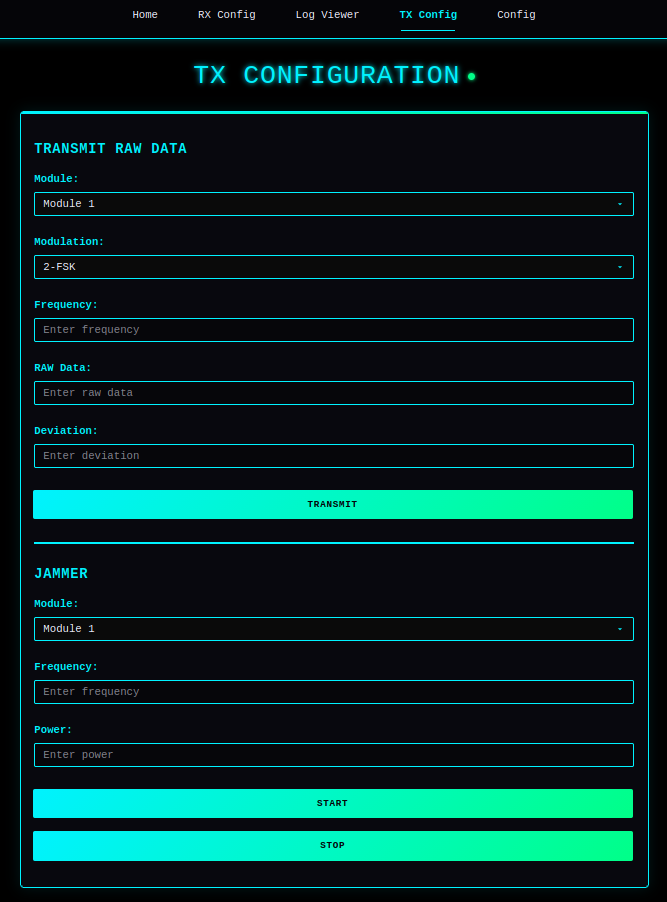 Home RX Config Log Viewer TX Config Config
TX CONFIGURATION
TRANSMIT RAW DATA
Module:
Module 1
Modulation:
2-FSK
Frequency:
Enter frequency
RAW Data:
Enter raw data
Deviation:
Enter deviation
TRANSMIT
JAMMER
Module:
Module 1
Frequency:
Enter frequency
Power:
Enter power
START
STOP